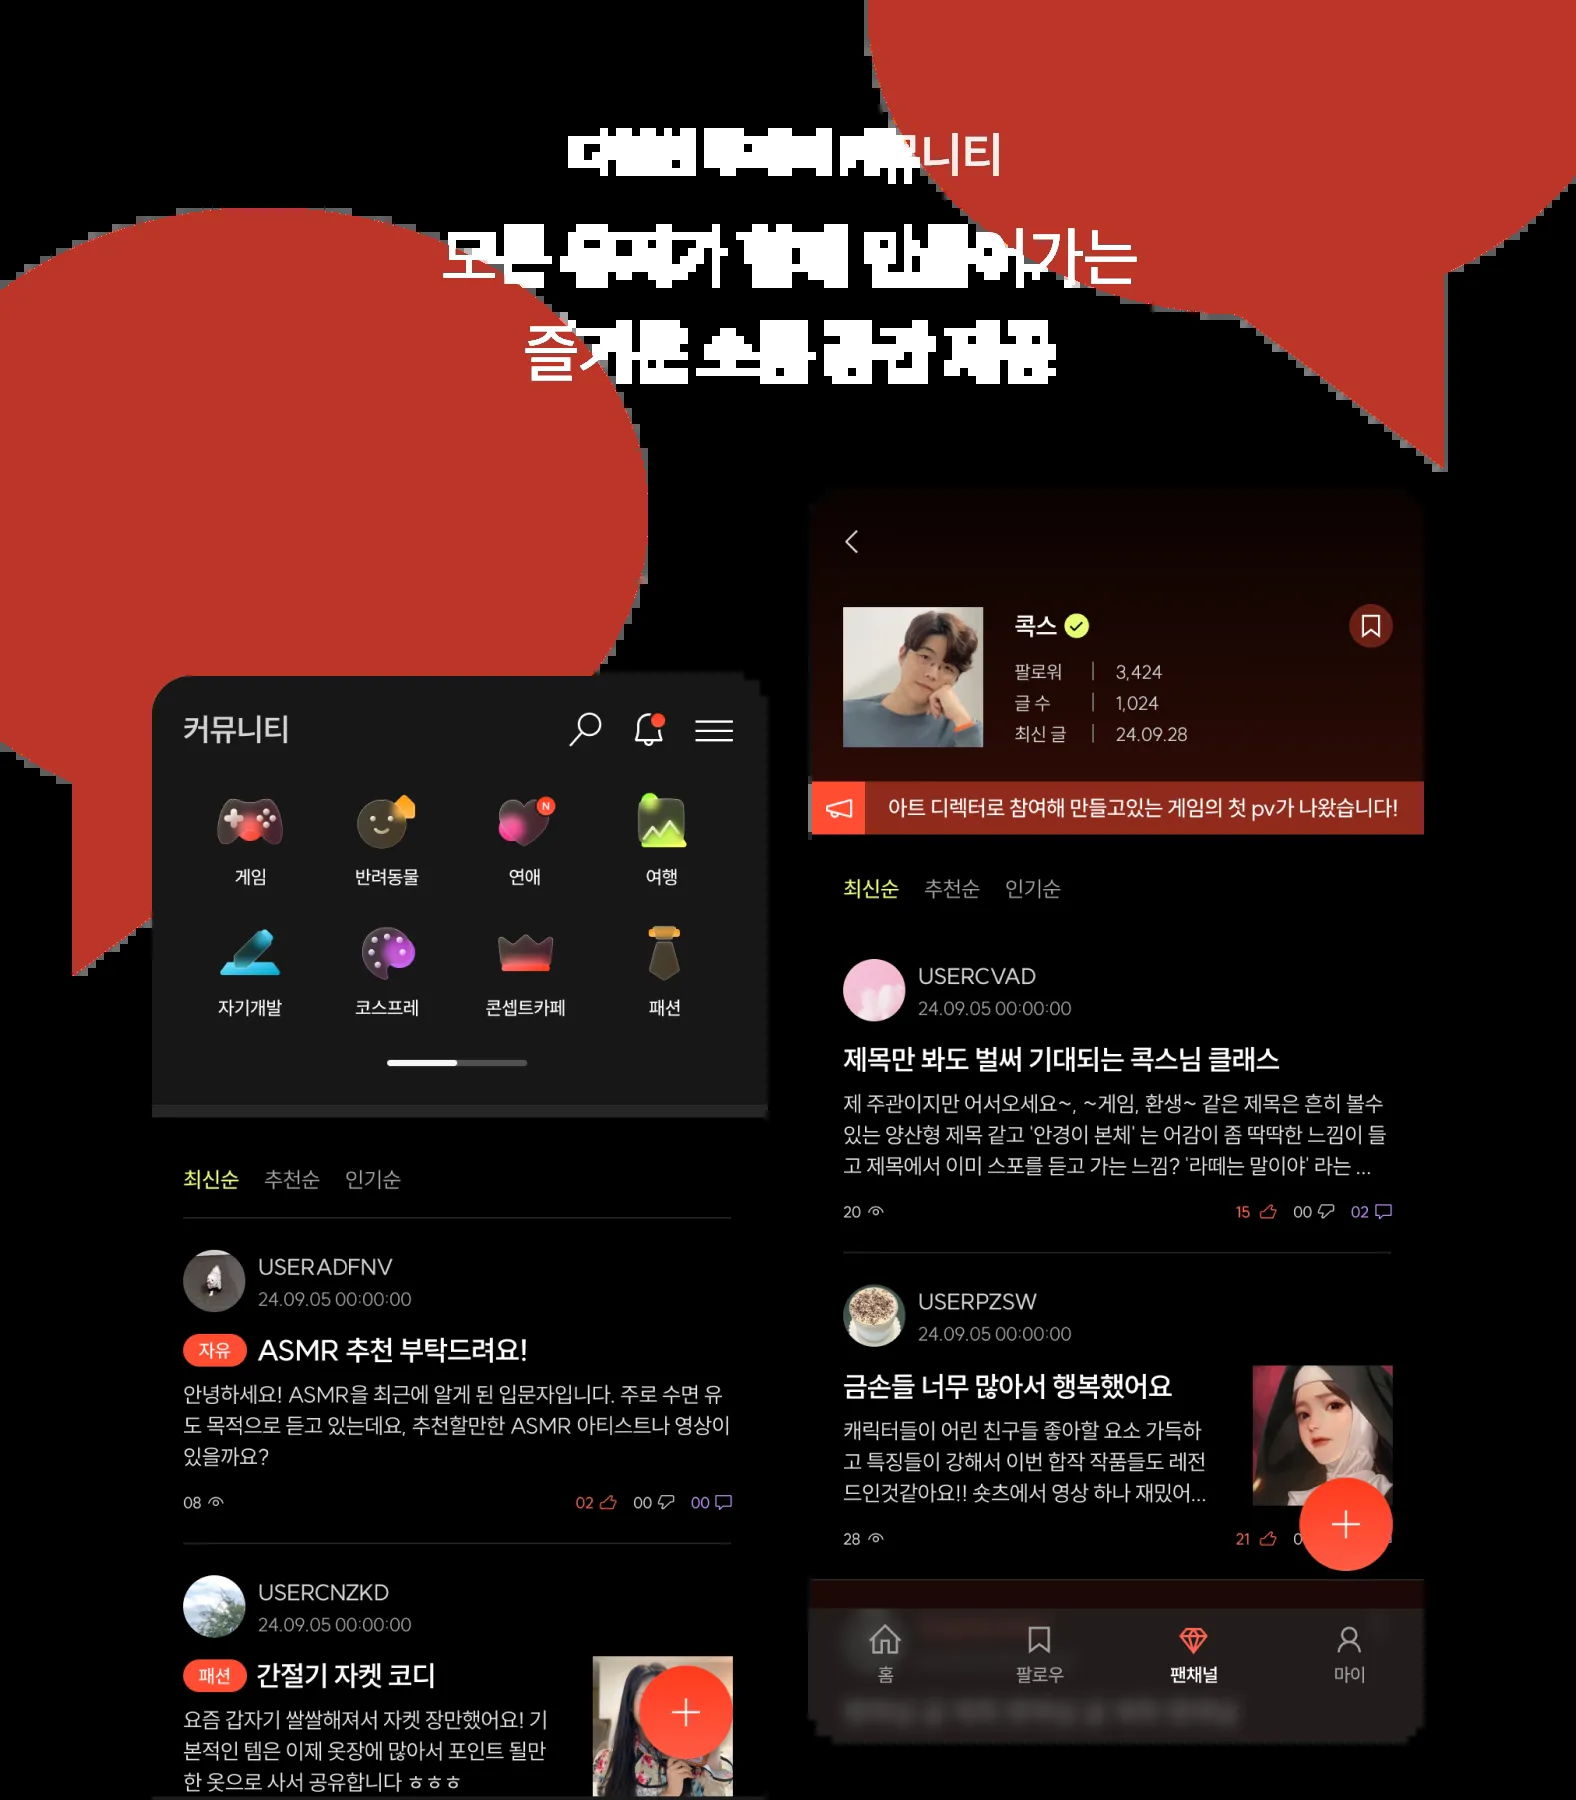 모든 유저가 함께 만들어가는
즐거운 소통 공간 제공
커뮤니티
N
게임
반려동물
연애
여행
자기개발
코스프레
콘셉트카페
패션
최신순 추천순 인기순
USERADFNV
24.09.05 00:00:00
자유 ASMR 추천 부탁드려요!
안녕하세요! ASMR을 최근에 알게 된 입문자입니다. 주로 수면 유
도 목적으로 듣고 있는데요, 추천할만한 ASMR 아티스트나 영상이
있을까요?
08 02 00 00
USERCNZKD
24.09.05 00:00:00
패션 간절기 자켓 코디
요즘 갑자기 쌀쌀해져서 자켓 장만했어요! 기
본적인 템은 이제 옷장에 많아서 포인트 될만
한 옷으로 사서 공유합니다 ㅎㅎㅎ
콕스
팔로워 | 3,424
글 수 | 1,024
최신 글 | 24.09.28
아트 디렉터로 참여해 만들고있는 게임의 첫 pv가 나왔습니다!
최신순 추천순 인기순
USERCVAD
24.09.05 00:00:00
제목만 봐도 벌써 기대되는 콕스님 클래스
제 주관이지만 어서오세요~, ~게임, 환생~ 같은 제목은 흔히 볼수
있는 양산형 제목 같고 '안경이 본체' 는 어감이 좀 딱딱한 느낌이 들
고 제목에서 이미 스포를 듣고 가는 느낌? '라떼는 말이야' 라는 ...
20 15 00 02
USERPZSW
24.09.05 00:00:00
금손들 너무 많아서 행복했어요
캐릭터들이 어린 친구들 좋아할 요소 가득하
고 특징들이 강해서 이번 합작 작품들도 레전
드인것같아요!! 숏츠에서 영상 하나 재밌어...
28 21
홈
팔로우
팬채널
마이